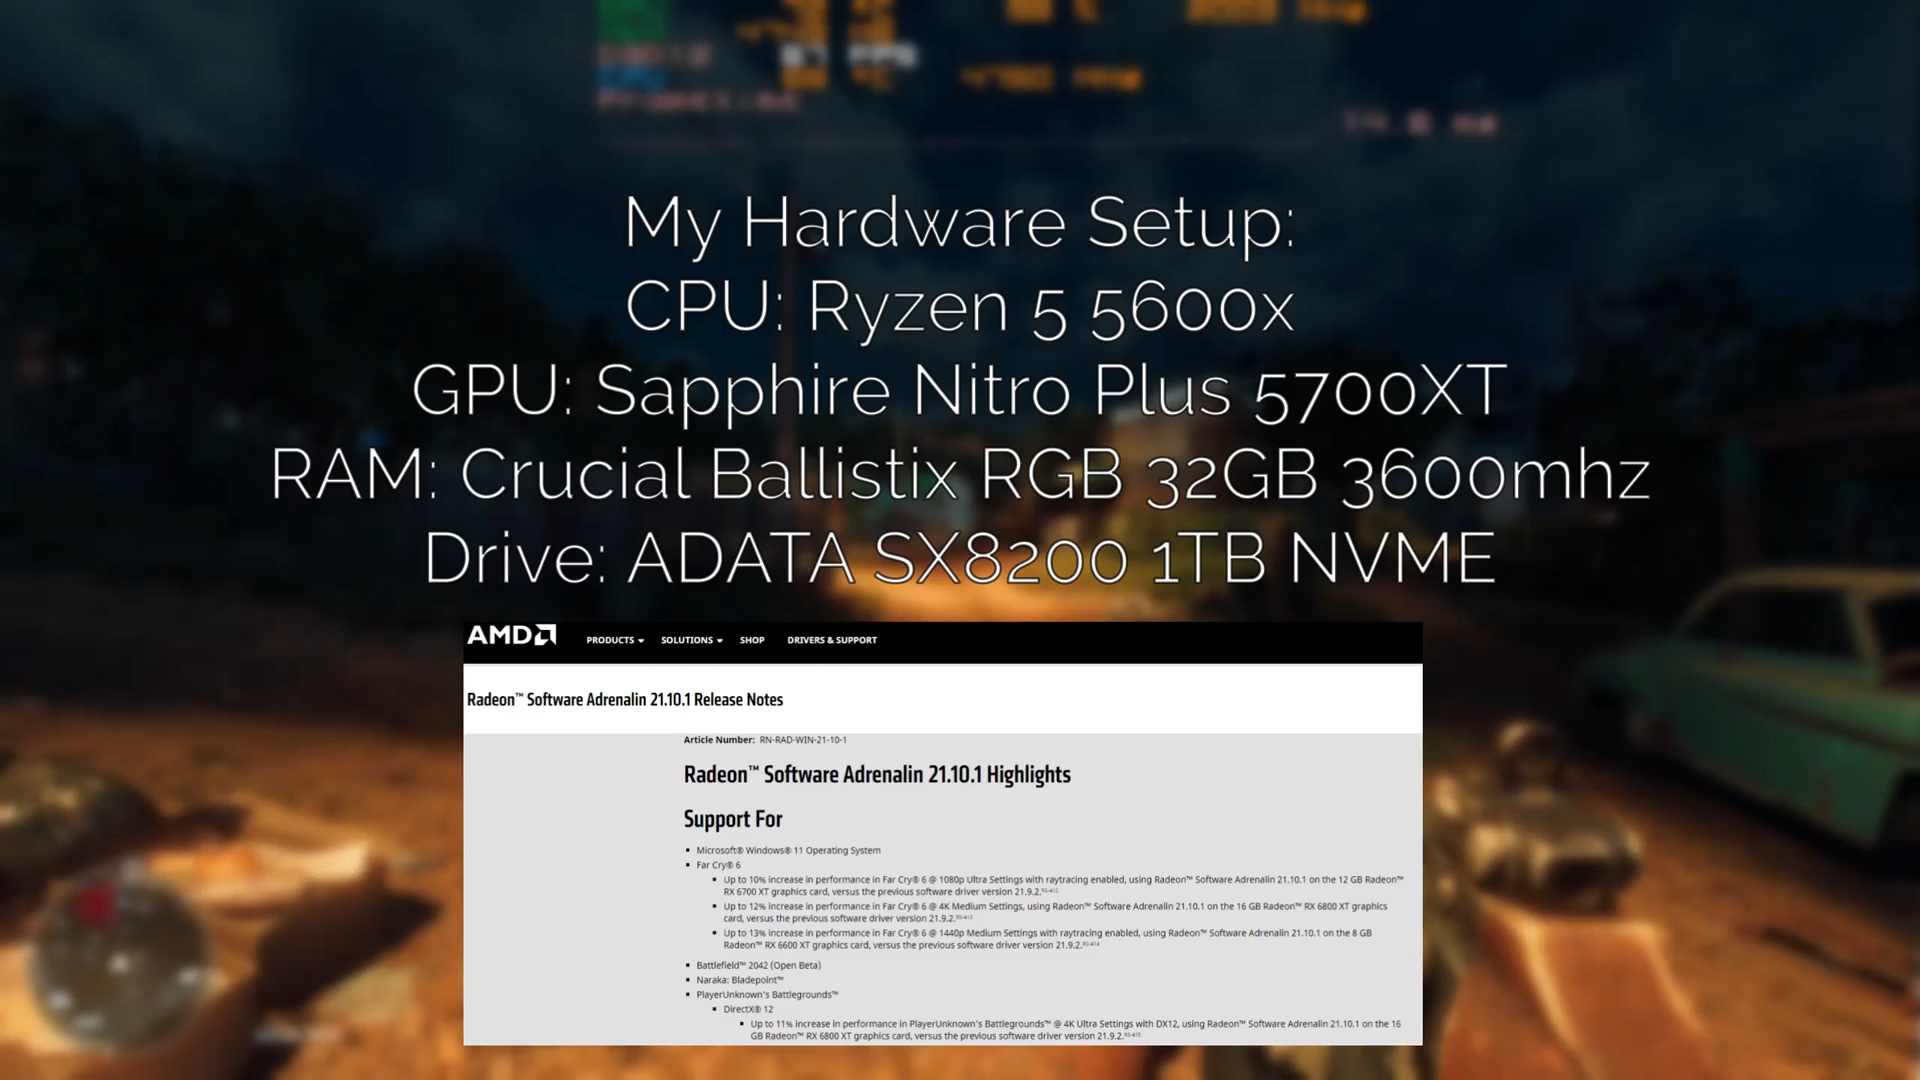 My Hardware Setup:
CPU: Ryzen 5 5600x
GPU: Sapphire Nitro Plus 5700XT
RAM: Crucial Ballistix RGB 32GB 3600mhz
Drive: ADATA SX8200 1TB NVME
AMD PRODUCTS SOLUTIONS SHOP DRIVERS & SUPPORT
Radeon™ Software Adrenalin 21.10.1 Release Notes
Article Number: RN-RAD-WIN-21-10-1
Radeon™ Software Adrenalin 21.10.1 Highlights
Support For
Microsoft® Windows® 11 Operating System
Far Cry® 6
Up to 10% increase in performance in Far Cry® 6 @ 1080p Ultra Settings with raytracing enabled, using Radeon™ Software Adrenalin 21.10.1 on the 12 GB Radeon™
RX 6700 XT graphics card, versus the previous software driver version 21.9.2.RS-412
Up to 12% increase in performance in Far Cry® 6 @ 4K Medium Settings, using Radeon™ Software Adrenalin 21.10.1 on the 16 GB Radeon™ RX 6800 XT graphics
card, versus the previous software driver version 21.9.2.RS-413
Up to 13% increase in performance in Far Cry® 6 @ 1440p Medium Settings with raytracing enabled, using Radeon™ Software Adrenalin 21.10.1 on the 8 GB
Radeon™ RX 6600 XT graphics card, versus the previous software driver version 21.9.2.RS-414
Battlefield™ 2042 (Open Beta)
Naraka: Bladepoint™
PlayerUnknown's Battlegrounds™
DirectX® 12
Up to 11% increase in performance in PlayerUnknown's Battlegrounds™ @ 4K Ultra Settings with DX12, using Radeon™ Software Adrenalin 21.10.1 on the 16
GB Radeon™ RX 6800 XT graphics card, versus the previous software driver version 21.9.2.RS-415